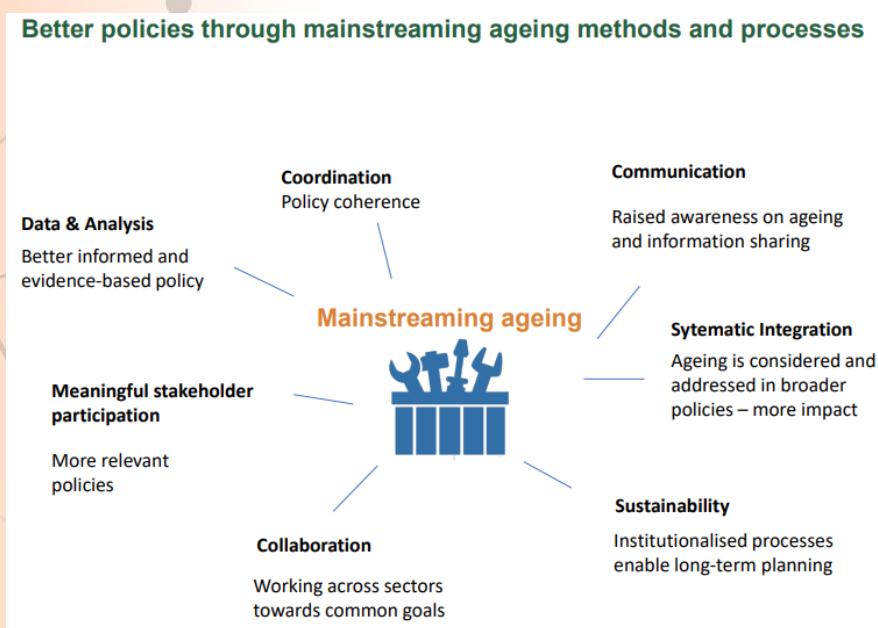 Better policies through mainstreaming ageing methods and processes
Coordination
Policy coherence
Communication
Raised awareness on ageing
and information sharing
Data & Analysis
Better informed and
evidence-based policy
Mainstreaming ageing
Sytematic Integration
Ageing is considered and
addressed in broader
policies – more impact
Meaningful stakeholder
participation
More relevant
policies
Sustainability
Institutionalised processes
enable long-term planning
Collaboration
Working across sectors
towards common goals